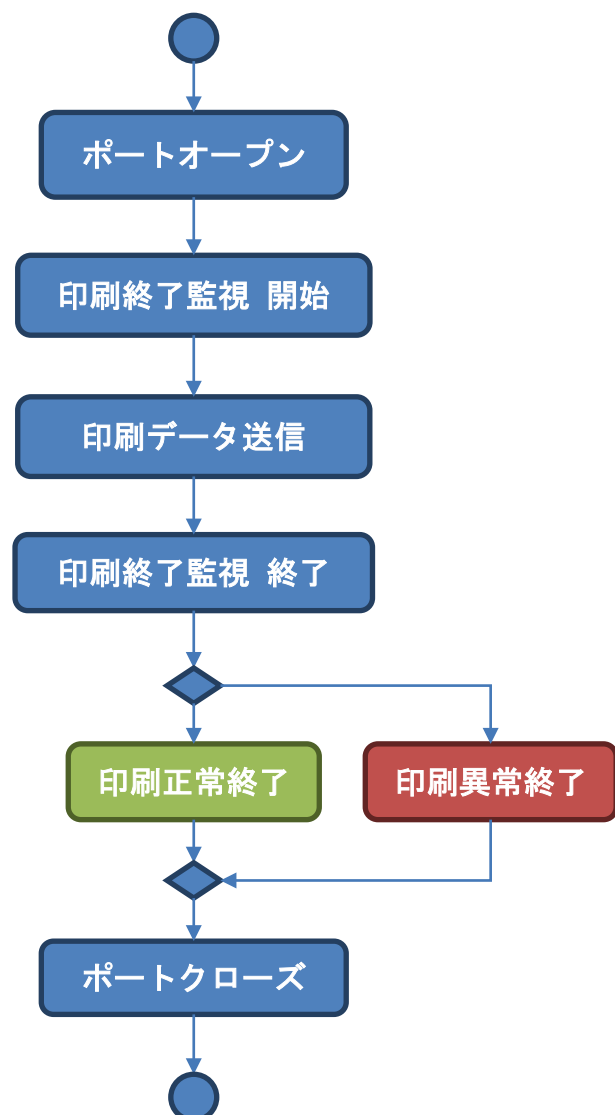 ポートオープン
印刷終了監視 開始
印刷データ送信
印刷終了監視 終了
印刷正常終了
印刷異常終了
ポートクローズ